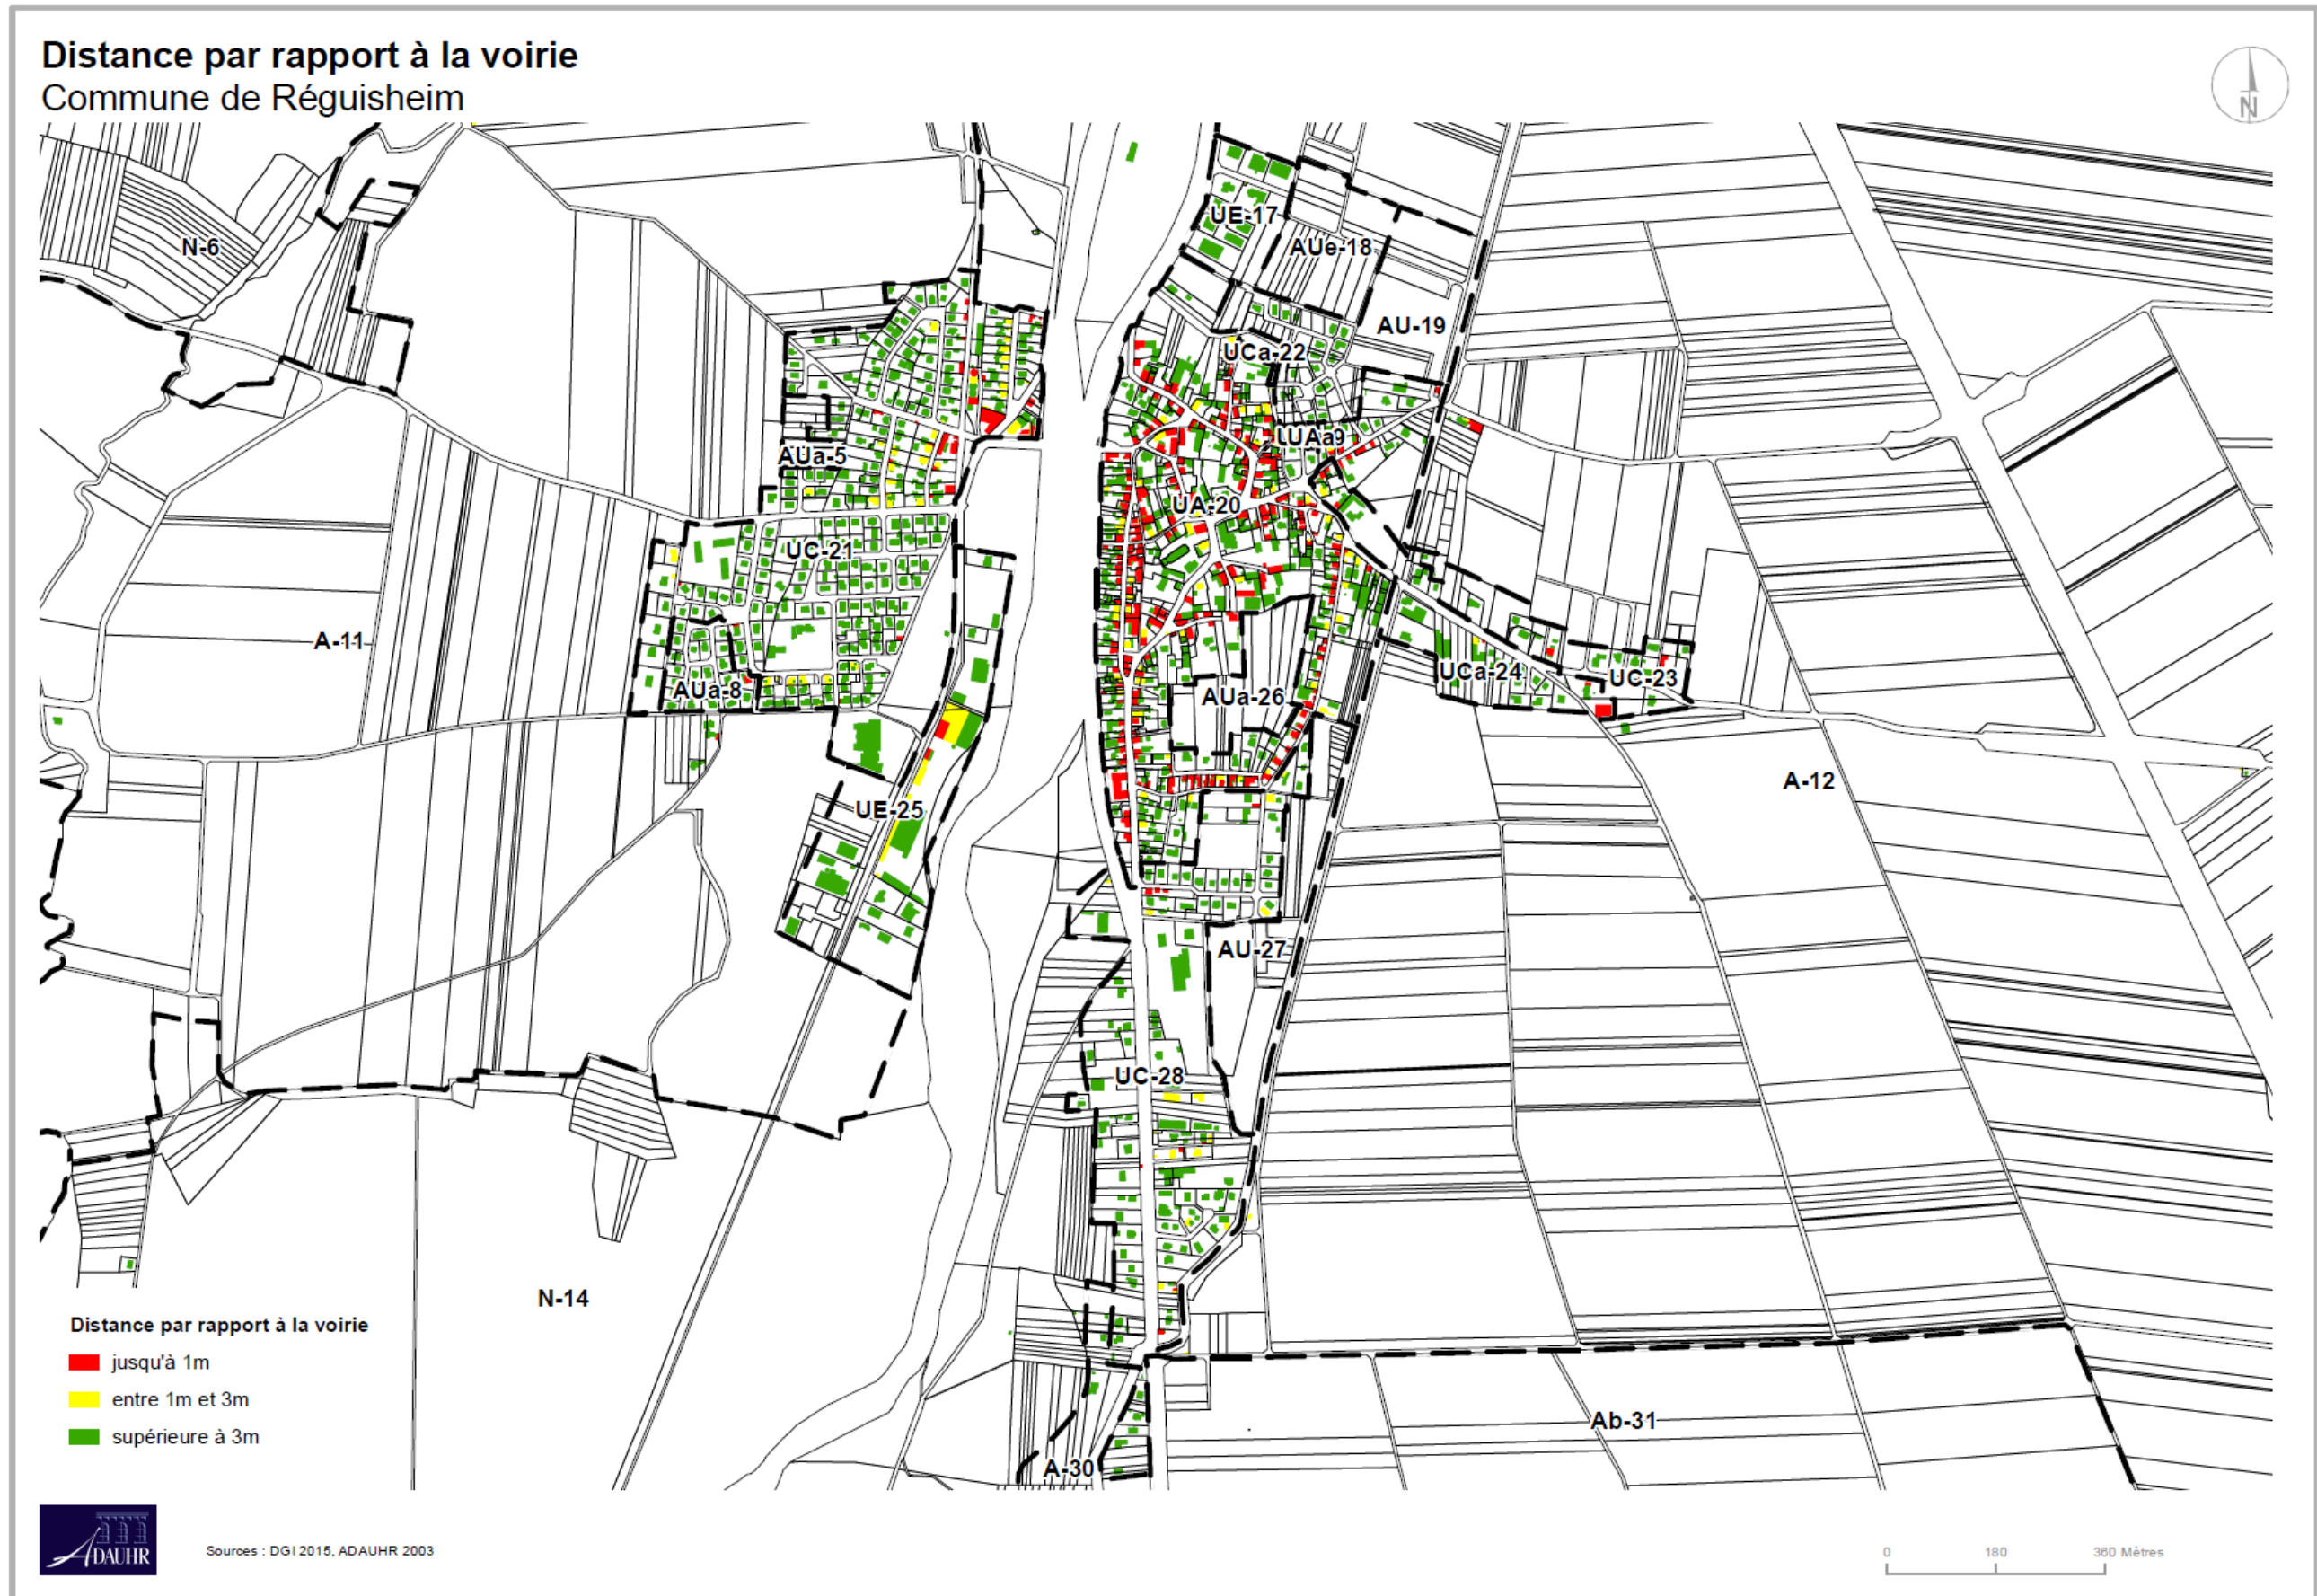 Distance par rapport à la voirie
Commune de Réguisheim
N
UE-17
N-6
AUe-18
AU-19
UCa-22
AUa-5
UA-20
UC-21
A-11
UCa-24
UC-23
AUa-8
AUa-26
A-12
UE-25
AU-27
UC-28
N-14
Ab-31
A-30
Distance par rapport à la voirie
jusqu'à 1m
entre 1m et 3m
supérieure à 3m
ADAUHR
Sources : DGI 2015, ADAUHR 2003
0 180 360 Mètres